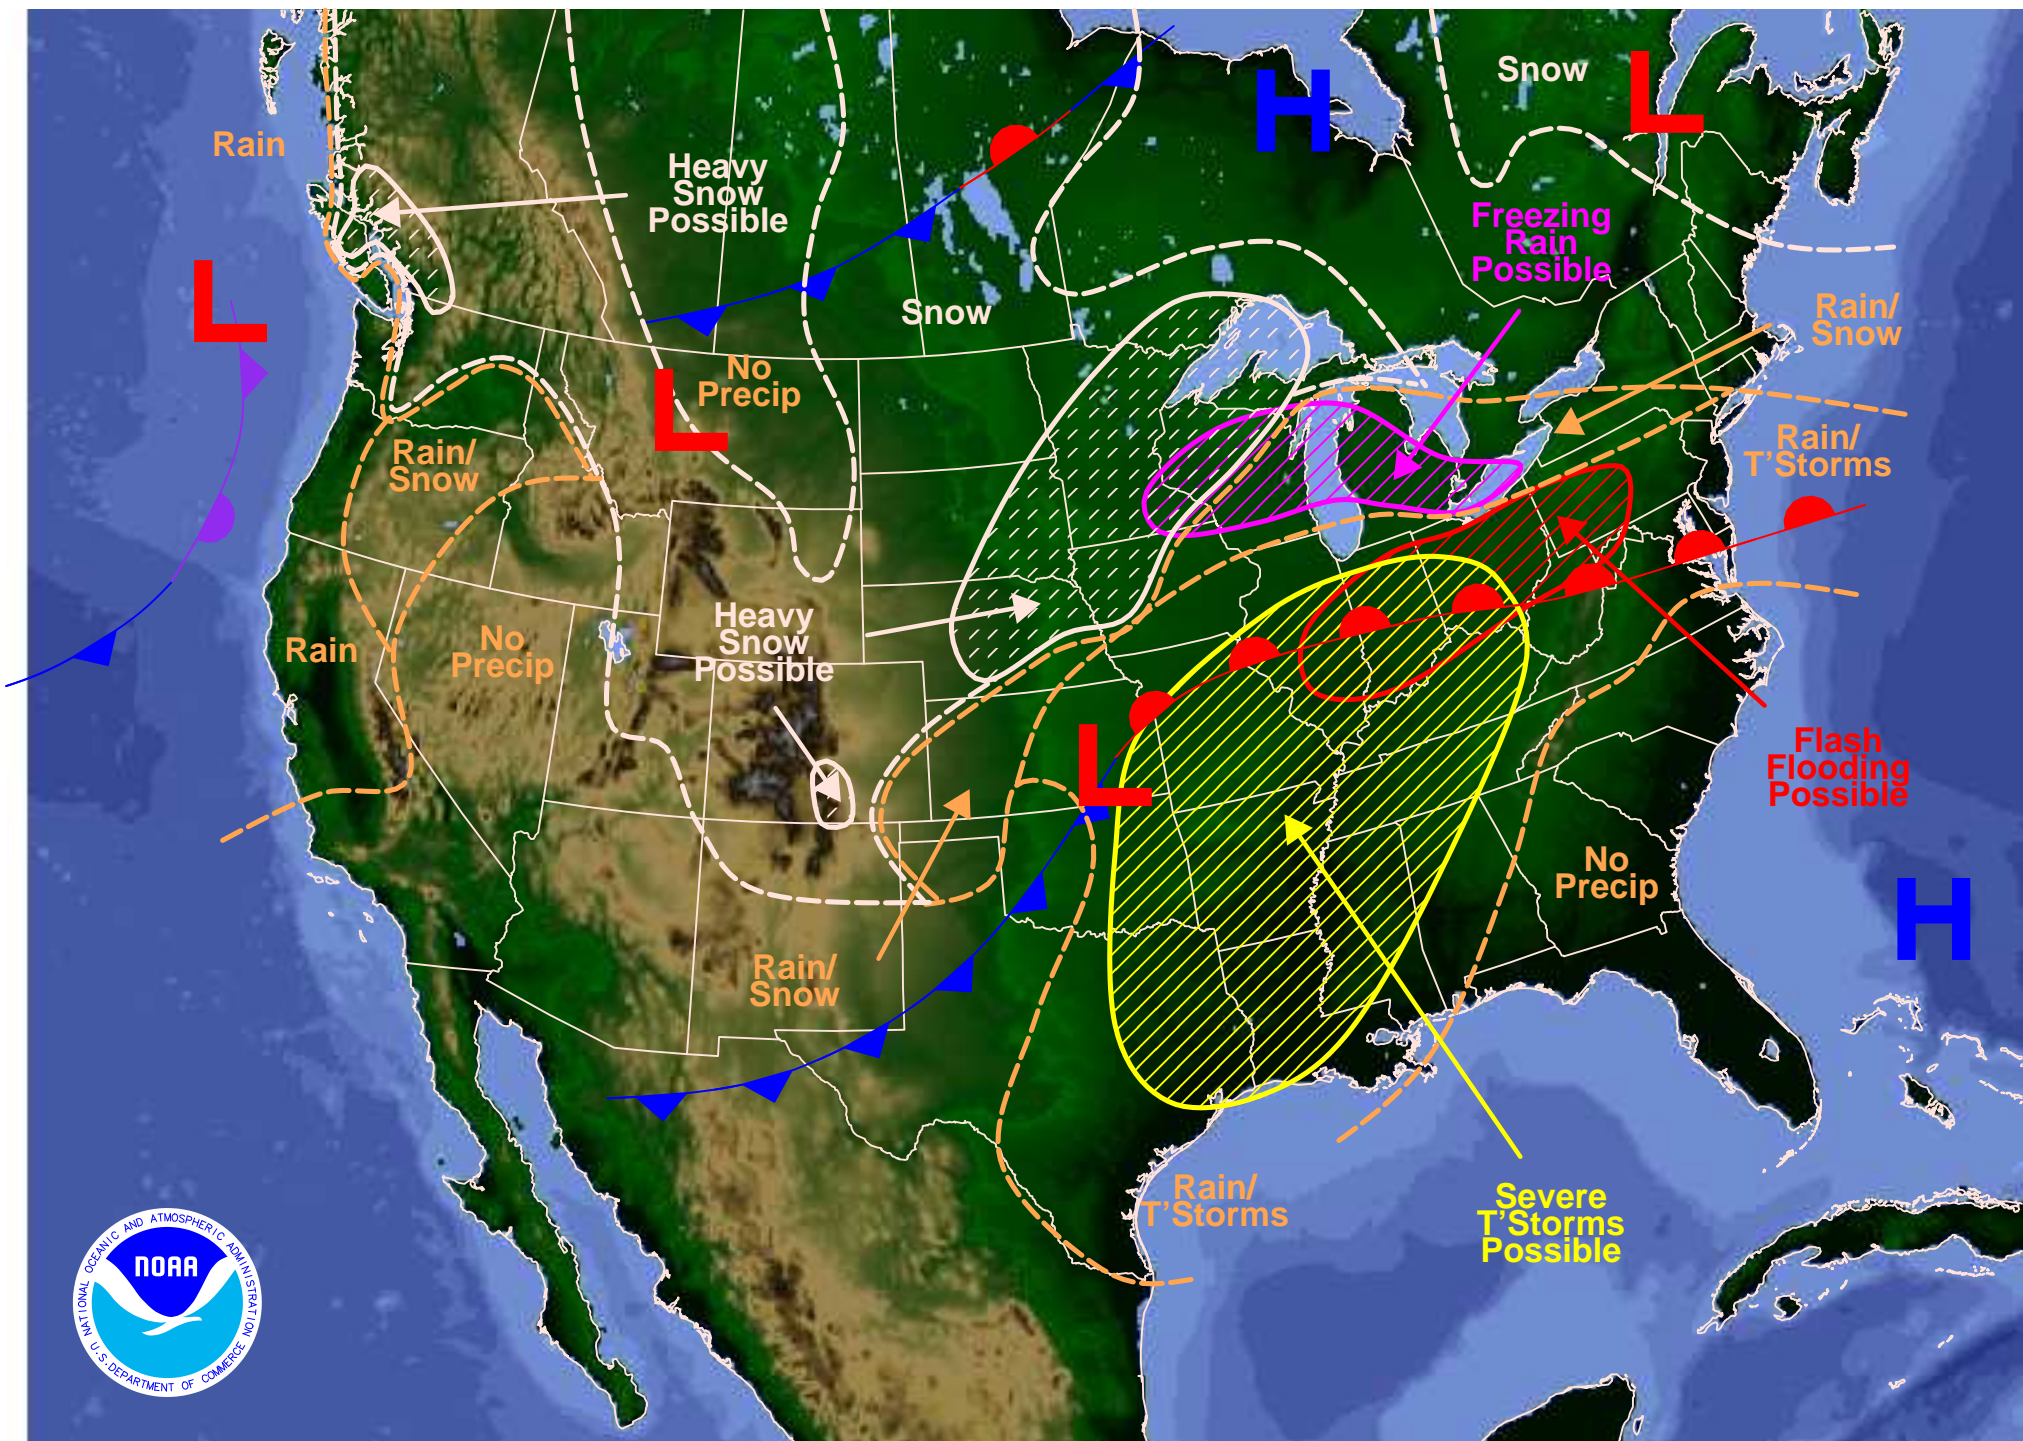 Snow
L
H
Rain
Heavy
Snow
Possible
Freezing
Rain
Possible
L
Snow
Rain/
Snow
No
Precip
L
Rain/
Snow
Rain/
T'Storms
Heavy
Snow
Possible
No
Precip
Rain
L
Flash
Flooding
Possible
No
Precip
H
Rain/
Snow
Rain/
T'Storms
Severe
T'Storms
Possible
NATIONAL OCEANIC AND ATMOSPHERIC ADMINISTRATION
NOAA
U.S. DEPARTMENT OF COMMERCE